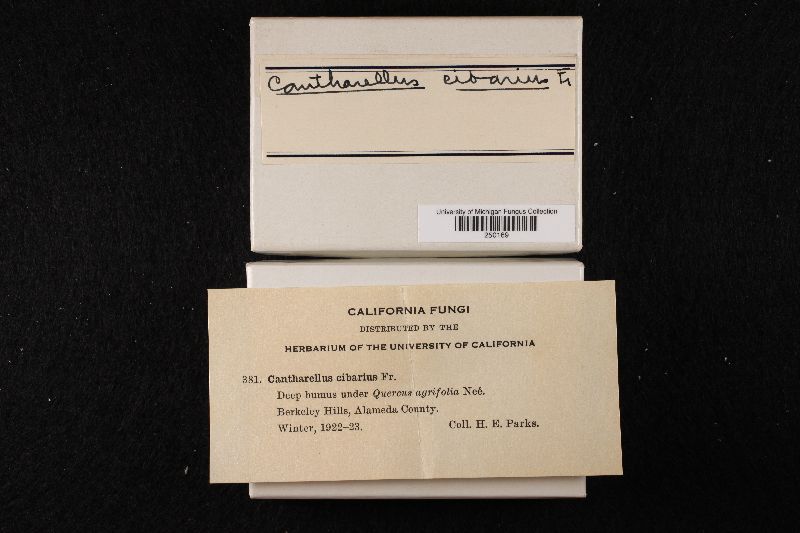 Cantharellus cibarius Fr
University of Michigan Fungus Collection
250169
CALIFORNIA FUNGI
DISTRIBUTED BY THE
HERBARIUM OF THE UNIVERSITY OF CALIFORNIA
381. Cantharellus cibarius Fr.
Deep humus under Quercus agrifolia Neé.
Berkeley Hills, Alameda County.
Winter, 1922–23. Coll. H. E. Parks.